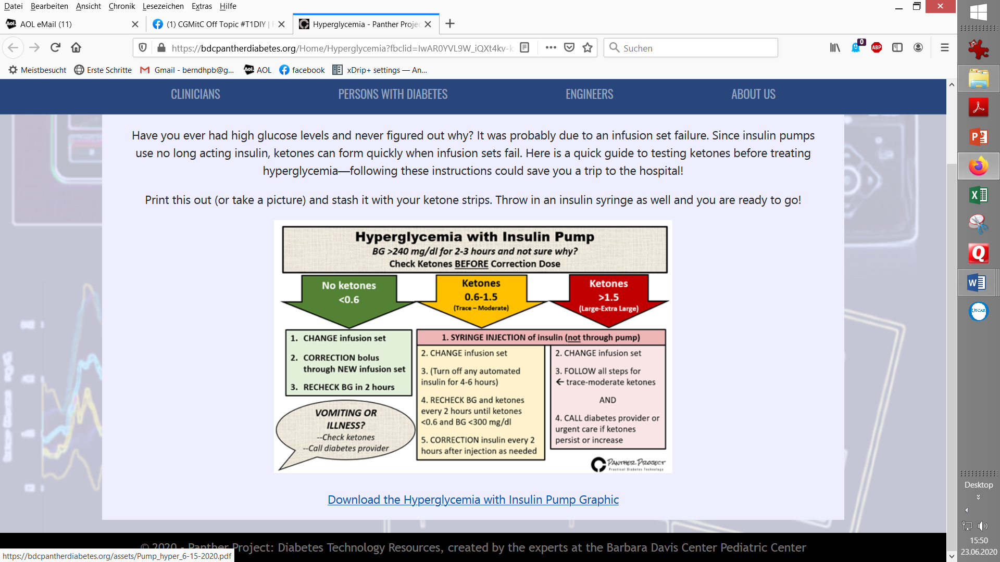 Datei Bearbeiten Ansicht Chronik Lesezeichen Extras Hilfe
AOL eMail (11)
(1) CGMitC Off Topic #T1DIY |
Hyperglycemia - Panther Projec
https://bdcpantherdiabetes.org/Home/Hyperglycemia?fbclid=IwAR0YVL9W_iQXt4kv-k
Suchen
0
ABP
Meistbesucht Erste Schritte Gmail - berndhpb@g... Aol. AOL facebook xDrip+ settings — An...
CLINICIANS PERSONS WITH DIABETES ENGINEERS ABOUT US
Have you ever had high glucose levels and never figured out why? It was probably due to an infusion set failure. Since insulin pumps
use no long acting insulin, ketones can form quickly when infusion sets fail. Here is a quick guide to testing ketones before treating
hyperglycemia—following these instructions could save you a trip to the hospital!
Print this out (or take a picture) and stash it with your ketone strips. Throw in an insulin syringe as well and you are ready to go!
Hyperglycemia with Insulin Pump
BG >240 mg/dl for 2-3 hours and not sure why?
Check Ketones BEFORE Correction Dose
No ketones
<0.6
Ketones
0.6-1.5
(Trace – Moderate)
Ketones
>1.5
(Large-Extra Large)
1. CHANGE infusion set
2. CORRECTION bolus
through NEW infusion set
3. RECHECK BG in 2 hours
1. SYRINGE INJECTION of insulin (not through pump)
2. CHANGE infusion set
3. (Turn off any automated
insulin for 4-6 hours)
4. RECHECK BG and ketones
every 2 hours until ketones
<0.6 and BG <300 mg/dl
5. CORRECTION insulin every 2
hours after injection as needed
2. CHANGE infusion set
3. FOLLOW all steps for
← trace-moderate ketones
AND
4. CALL diabetes provider or
urgent care if ketones
persist or increase
VOMITING OR
ILLNESS?
--Check ketones
--Call diabetes provider
PANTHER PROJECT
Practical Diabetes Technology
Download the Hyperglycemia with Insulin Pump Graphic
© 2020 - Panther Project: Diabetes Technology Resources, created by the experts at the Barbara Davis Center Pediatric Center
https://bdcpantherdiabetes.org/assets/Pump_hyper_6-15-2020.pdf
OSCAR
Desktop
15:50
23.06.2020